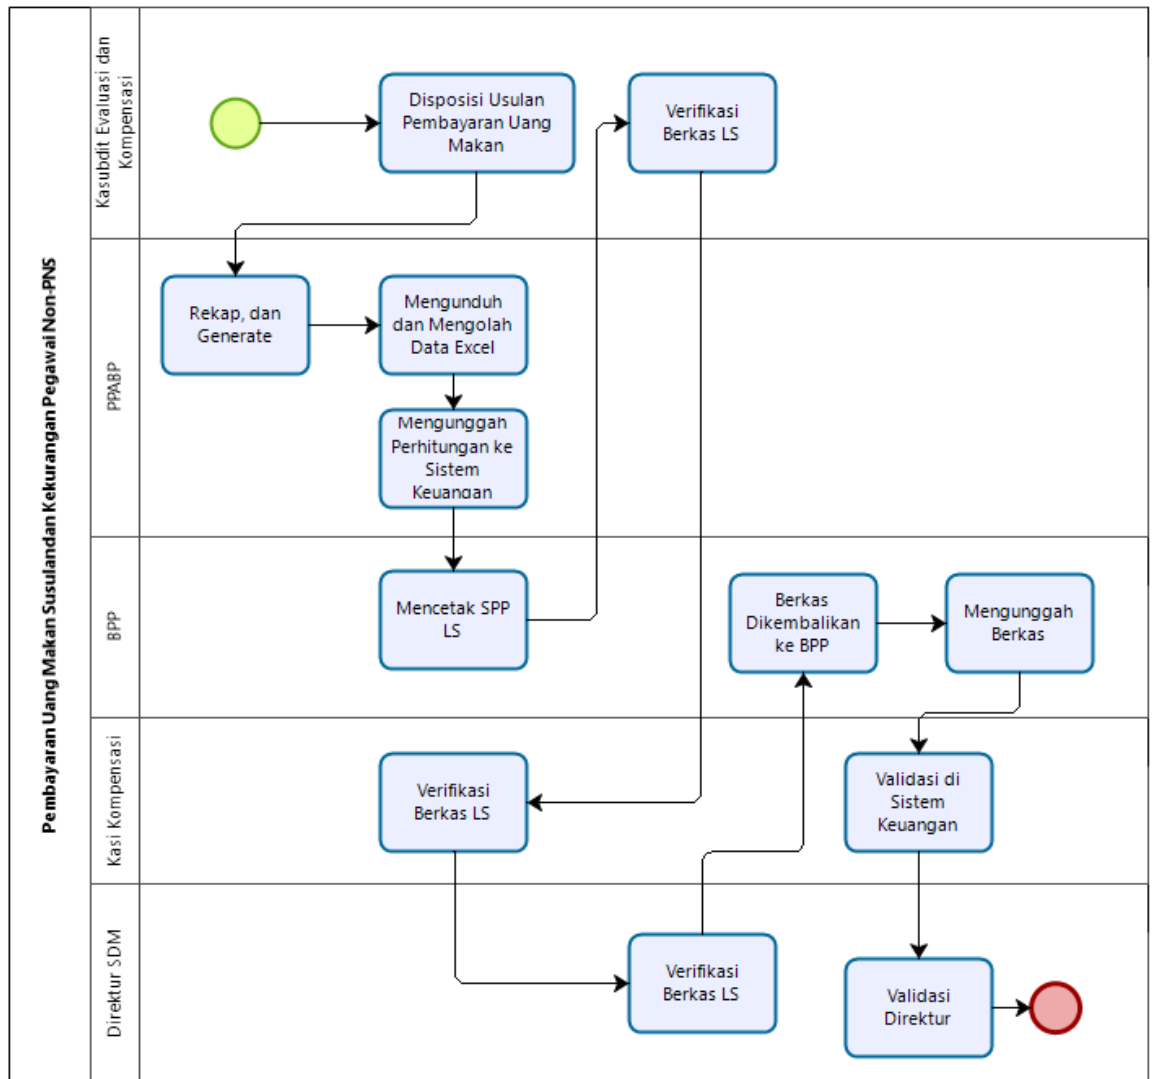 Pembayaran Uang Makan Susulan dan Kekurangan Pegawai Non-PNS
Kasubdit Evaluasi dan
Kompensasi
Disposisi Usulan
Pembayaran Uang
Makan
Verifikasi
Berkas LS
PPABP
Rekap, dan
Generate
Mengunduh
dan Mengolah
Data Excel
Mengunggah
Perhitungan ke
Sistem
Keuangan
BPP
Mencetak SPP
LS
Berkas
Dikembalikan
ke BPP
Mengunggah
Berkas
Kasi Kompensasi
Verifikasi
Berkas LS
Validasi di
Sistem
Keuangan
Direktur SDM
Verifikasi
Berkas LS
Validasi
Direktur